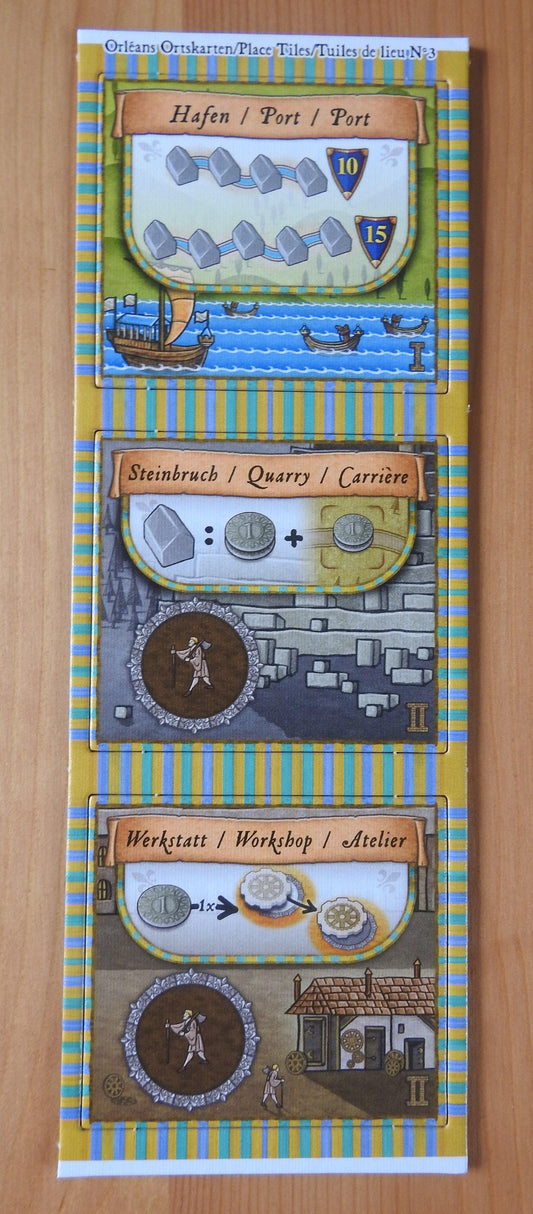 Orléans Ortskarten/Place Tiles/Tuiles de lieu N°3
Hafen / Port / Port
10
15
I
Steinbruch / Quarry / Carrière
1 : 1 + 1
II
Werkstatt / Workshop / Atelier
1 1x
II